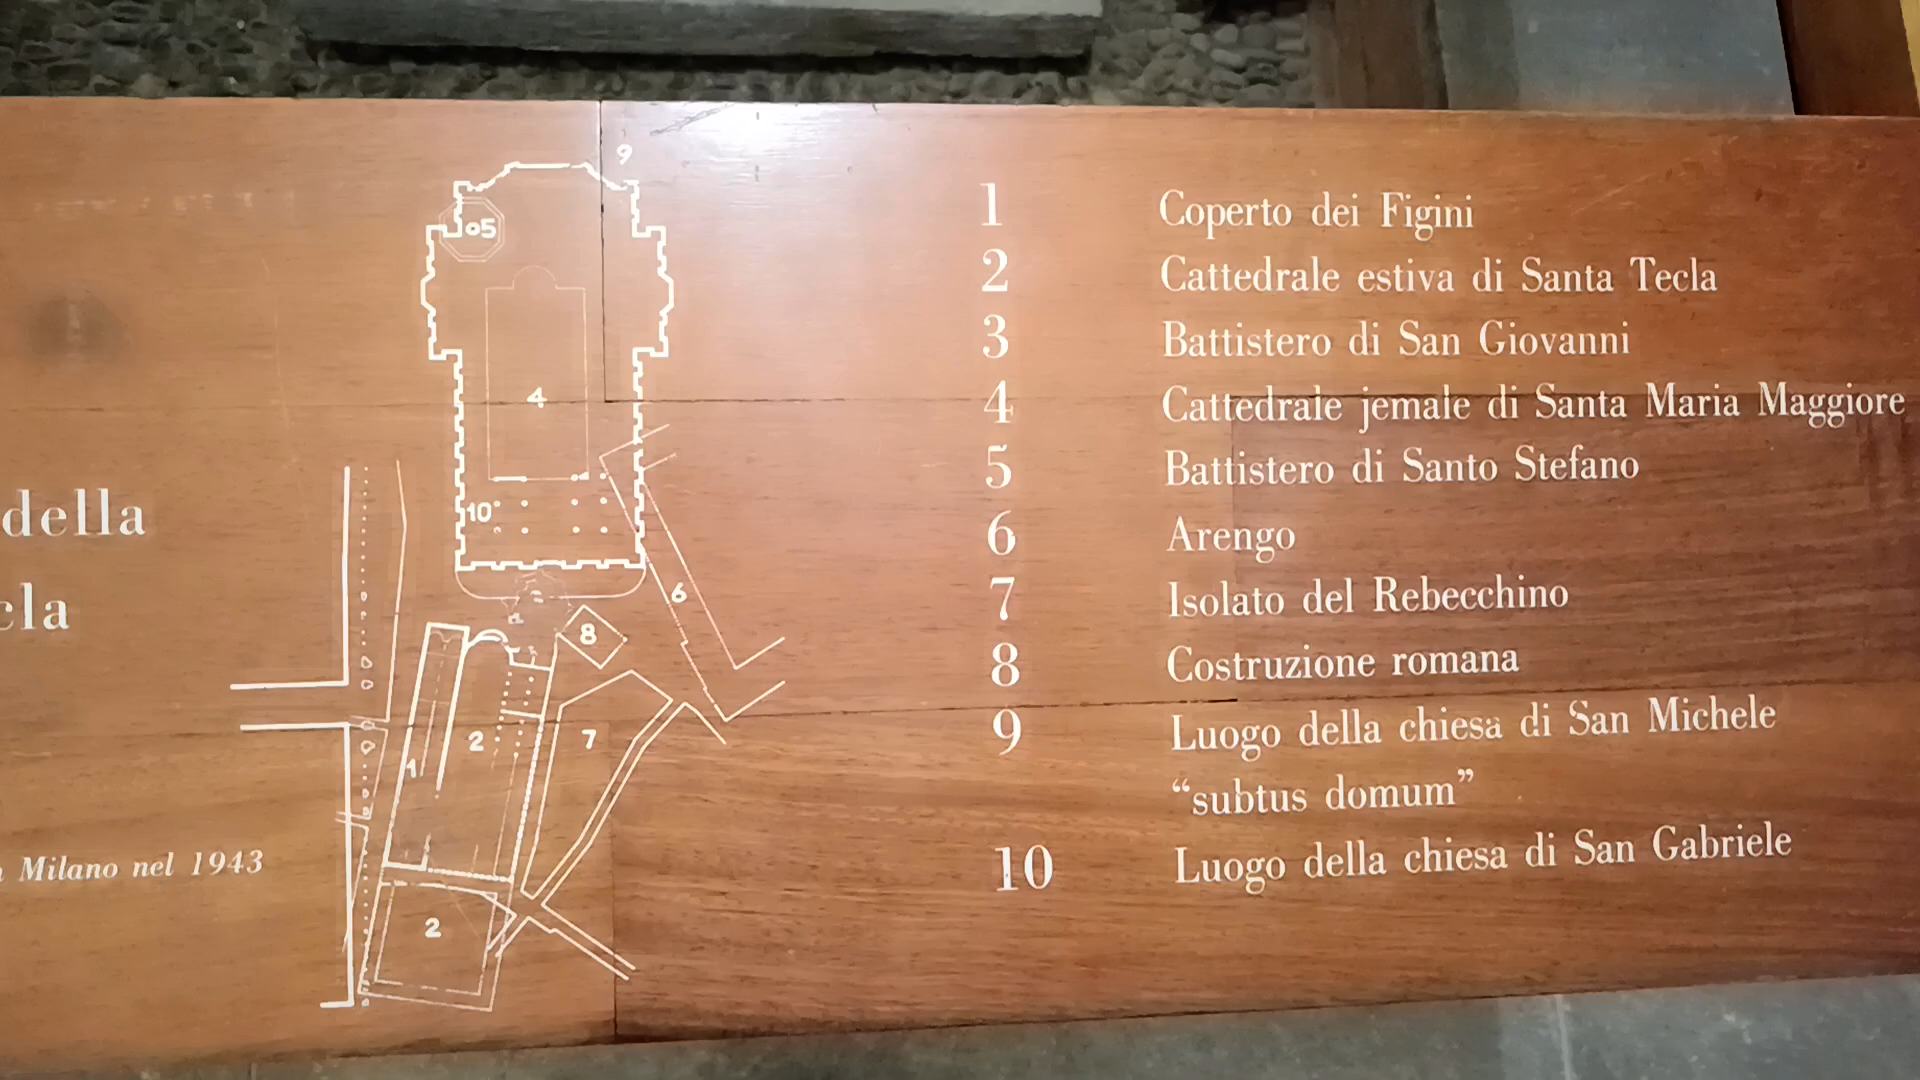 della
Milano nel 1943
9
o5
4
10
6
8
2
7
1
2
1 Coperto dei Figini
2 Cattedrale estiva di Santa Tecla
3 Battistero di San Giovanni
4 Cattedrale jemale di Santa Maria Maggiore
5 Battistero di Santo Stefano
6 Arengo
7 Isolato del Rebecchino
8 Costruzione romana
9 Luogo della chiesa di San Michele
“subtus domum”
10 Luogo della chiesa di San Gabriele